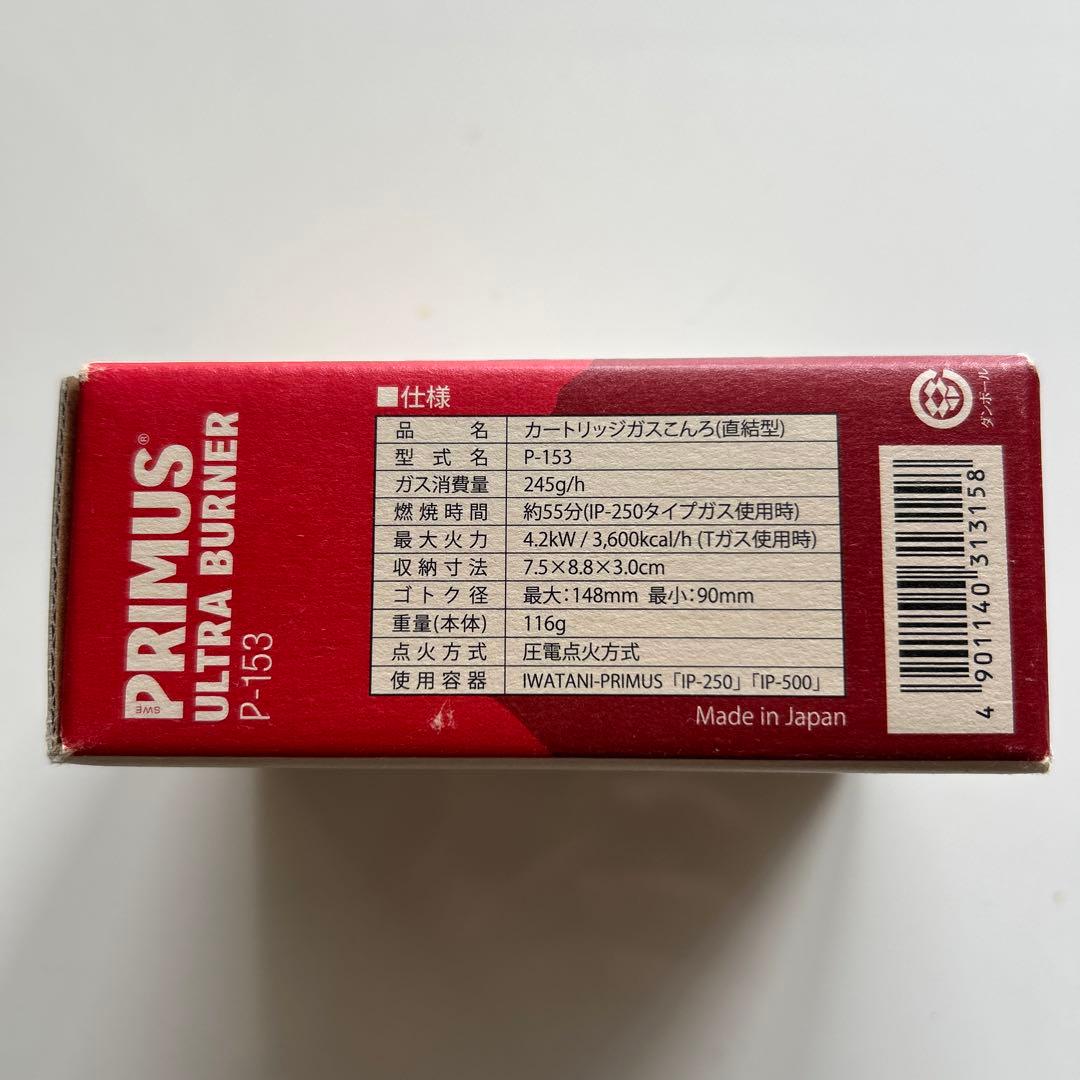 PRIMUS®
SWE
ULTRA BURNER
P-153
■仕様
品名 カートリッジガスこんろ(直結型)
型式名 P-153
ガス消費量 245g/h
燃焼時間 約55分(IP-250タイプガス使用時)
最大火力 4.2kW / 3,600kcal/h (Tガス使用時)
収納寸法 7.5×8.8×3.0cm
ゴトク径 最大:148mm 最小:90mm
重量(本体) 116g
点火方式 圧電点火方式
使用容器 IWATANI-PRIMUS「IP-250」「IP-500」
Made in Japan
ダンボール
4 901140 313158